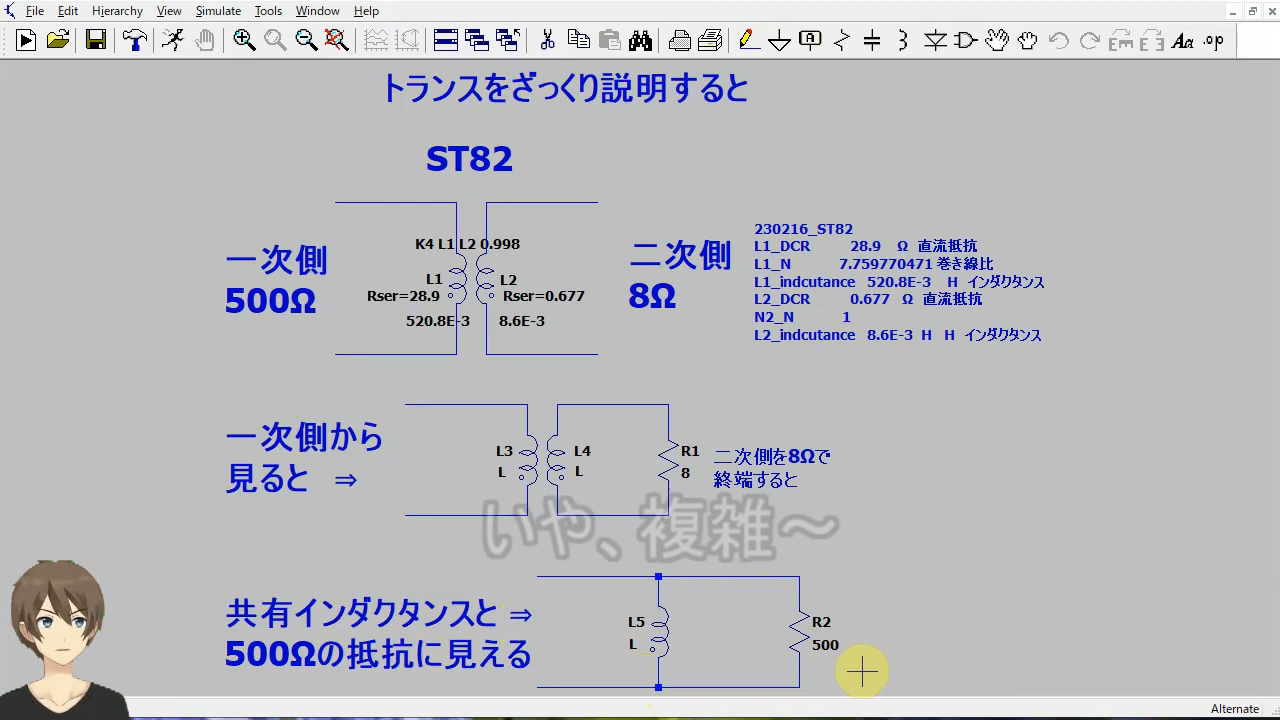 File Edit Hierarchy View Simulate Tools Window Help
トランスをざっくり説明すると
ST82
一次側
500Ω
K4 L1 L2 0.998
L1
Rser=28.9
520.8E-3
L2
Rser=0.677
8.6E-3
二次側
8Ω
230216_ST82
L1_DCR 28.9 Ω 直流抵抗
L1_N 7.759770471 巻き線比
L1_indcutance 520.8E-3 H インダクタンス
L2_DCR 0.677 Ω 直流抵抗
N2_N 1
L2_indcutance 8.6E-3 H H インダクタンス
一次側から
見ると ⇒
L3
L
L4
L
R1
8
二次側を8Ωで
終端すると
いや、複雑～
共有インダクタンスと ⇒
500Ωの抵抗に見える
L5
L
R2
500
Alternate